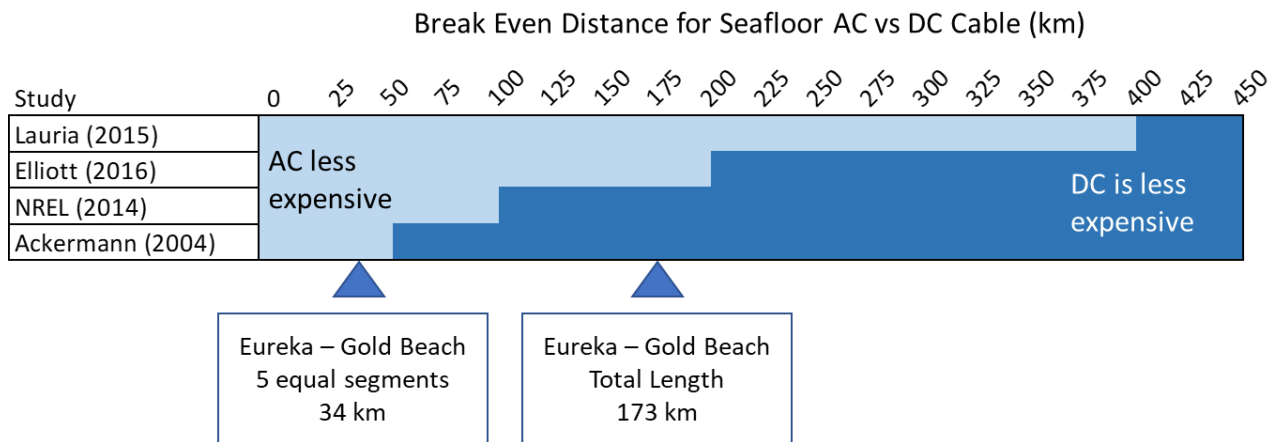 Break Even Distance for Seafloor AC vs DC Cable (km)
Study 0 25 50 75 100 125 150 175 200 225 250 275 300 325 350 375 400 425 450
Lauria (2015)
Elliott (2016)
NREL (2014)
Ackermann (2004)
AC less
expensive
DC is less
expensive
Eureka – Gold Beach
5 equal segments
34 km
Eureka – Gold Beach
Total Length
173 km